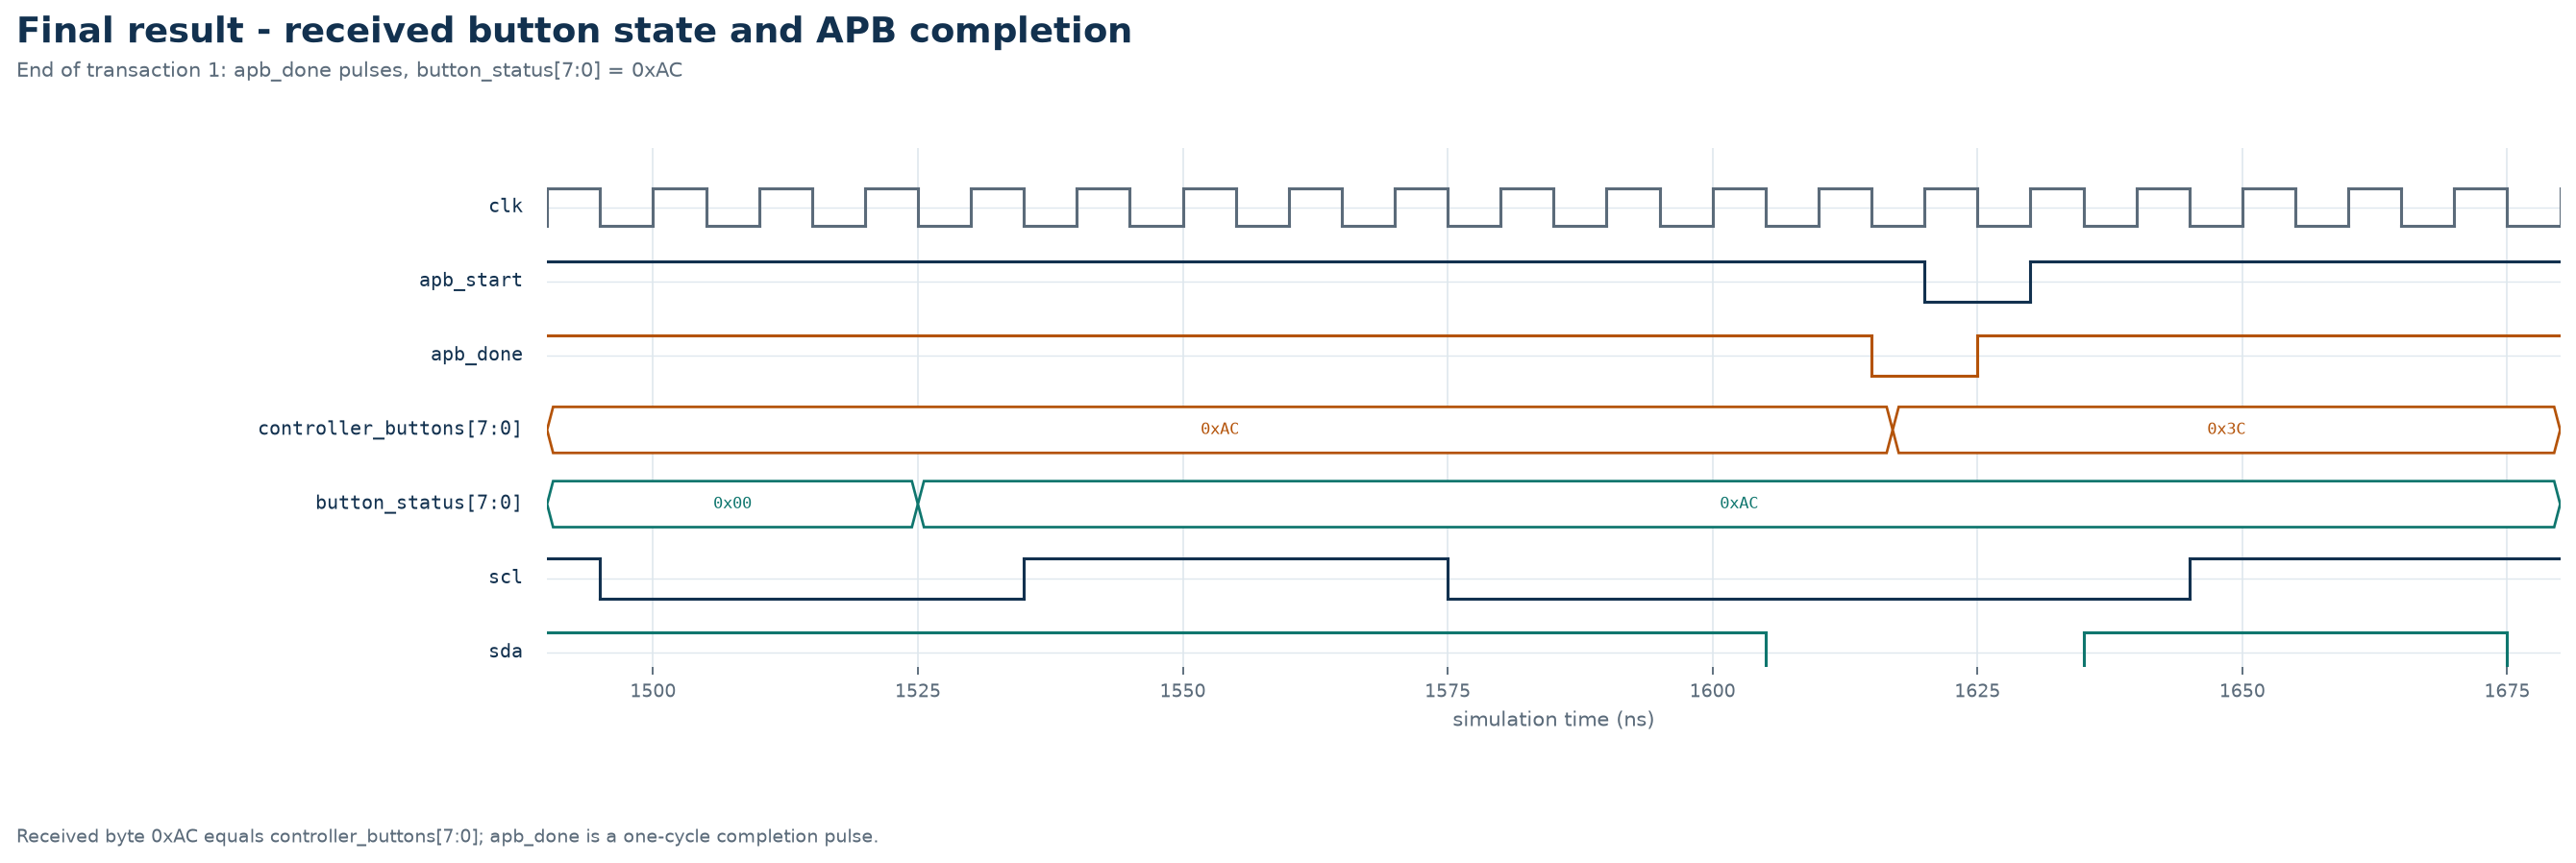 Final result - received button state and APB completion
End of transaction 1: apb_done pulses, button_status[7:0] = 0xAC
clk
apb_start
apb_done
controller_buttons[7:0]
0xAC
0x3C
button_status[7:0]
0x00
0xAC
scl
sda
1500
1525
1550
1575
1600
1625
1650
1675
simulation time (ns)
Received byte 0xAC equals controller_buttons[7:0]; apb_done is a one-cycle completion pulse.